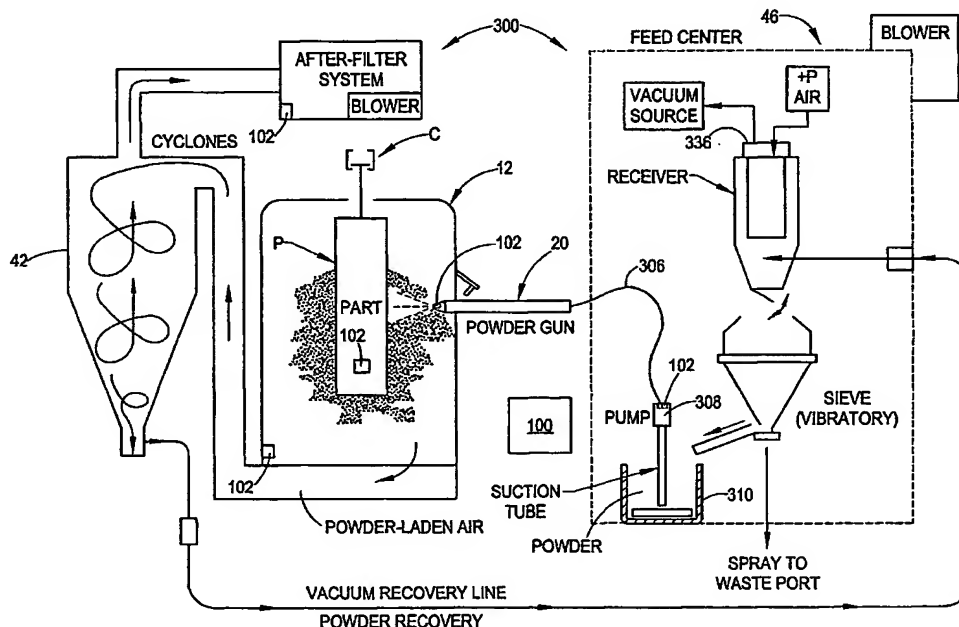 300
46
BLOWER
FEED CENTER
AFTER-FILTER
SYSTEM
BLOWER
102
+P
AIR
VACUUM
SOURCE
336
C
CYCLONES
RECEIVER
12
42
P
102
20
306
PART
POWDER GUN
102
102
308
PUMP
SIEVE
(VIBRATORY)
100
102
SUCTION
TUBE
310
POWDER-LADEN AIR
POWDER
SPRAY TO
WASTE PORT
VACUUM RECOVERY LINE
POWDER RECOVERY